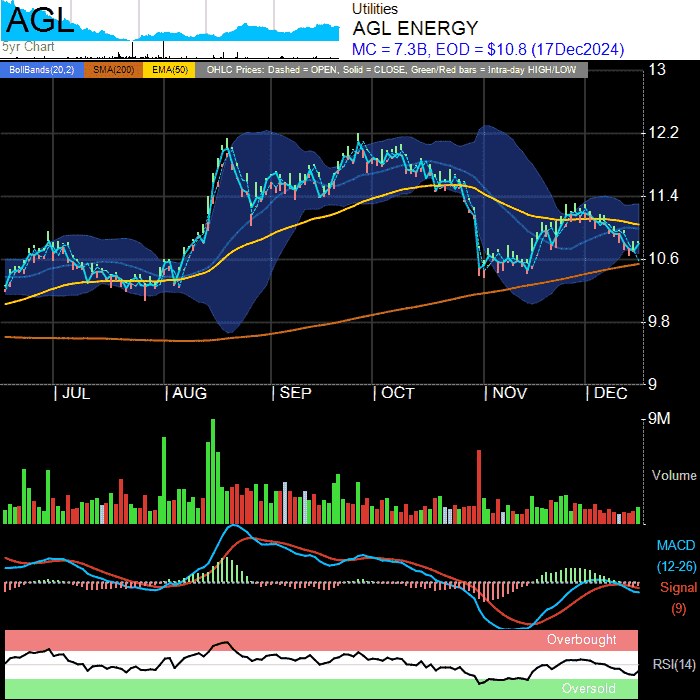 AGL
5yr Chart
Utilities
AGL ENERGY
MC = 7.3B, EOD = $10.8 (17Dec2024)
BollBands(20,2) SMA(200) EMA(50) OHLC Prices: Dashed = OPEN, Solid = CLOSE, Green/Red bars = Intra-day HIGH/LOW
13
12.2
11.4
10.6
9.8
9
| JUL | AUG | SEP | OCT | NOV | DEC
9M
Volume
MACD
(12-26)
Signal
(9)
Overbought
RSI(14)
Oversold